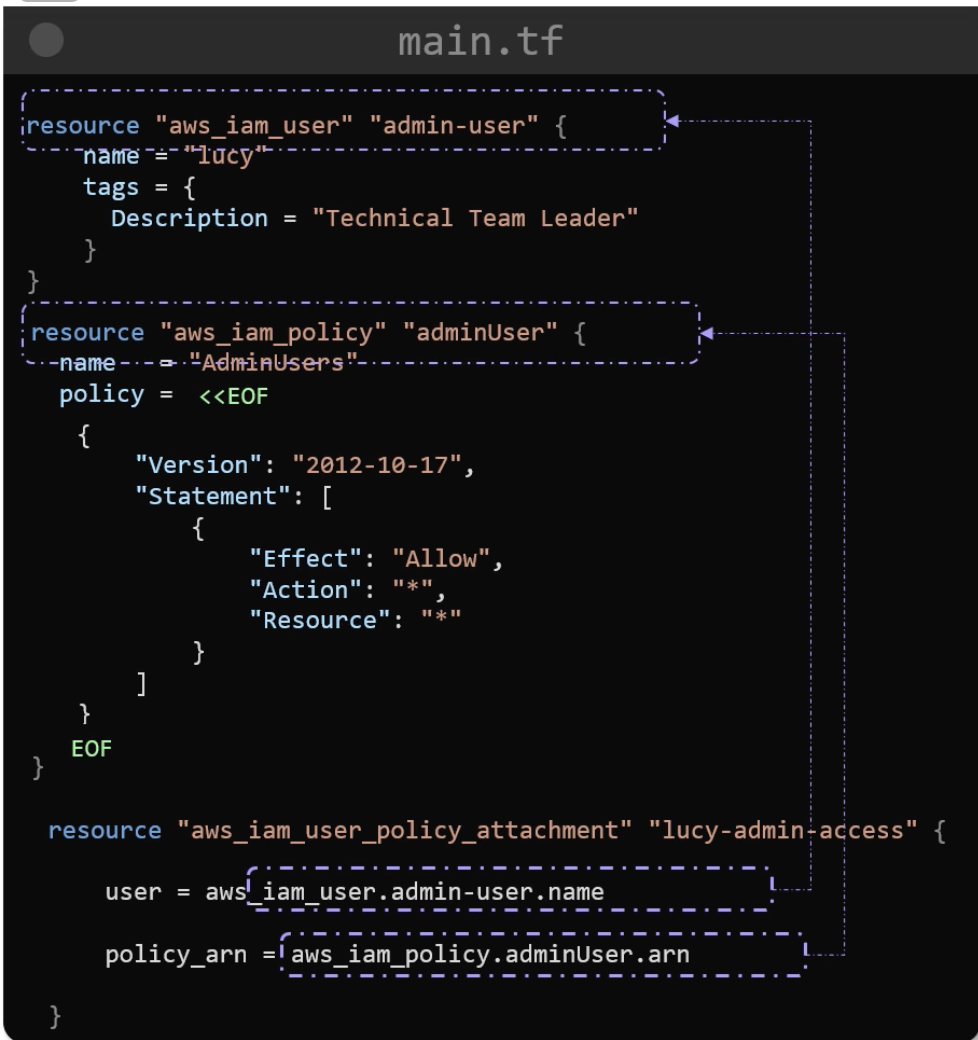 main.tf
resource "aws_iam_user" "admin-user" {
name = "lucy"
tags = {
Description = "Technical Team Leader"
}
}
resource "aws_iam_policy" "adminUser" {
name = "AdminUsers"
policy = <<EOF
{
"Version": "2012-10-17",
"Statement": [
{
"Effect": "Allow",
"Action": "*",
"Resource": "*"
}
]
}
EOF
}
resource "aws_iam_user_policy_attachment" "lucy-admin-access" {
user = aws_iam_user.admin-user.name
policy_arn = aws_iam_policy.adminUser.arn
}